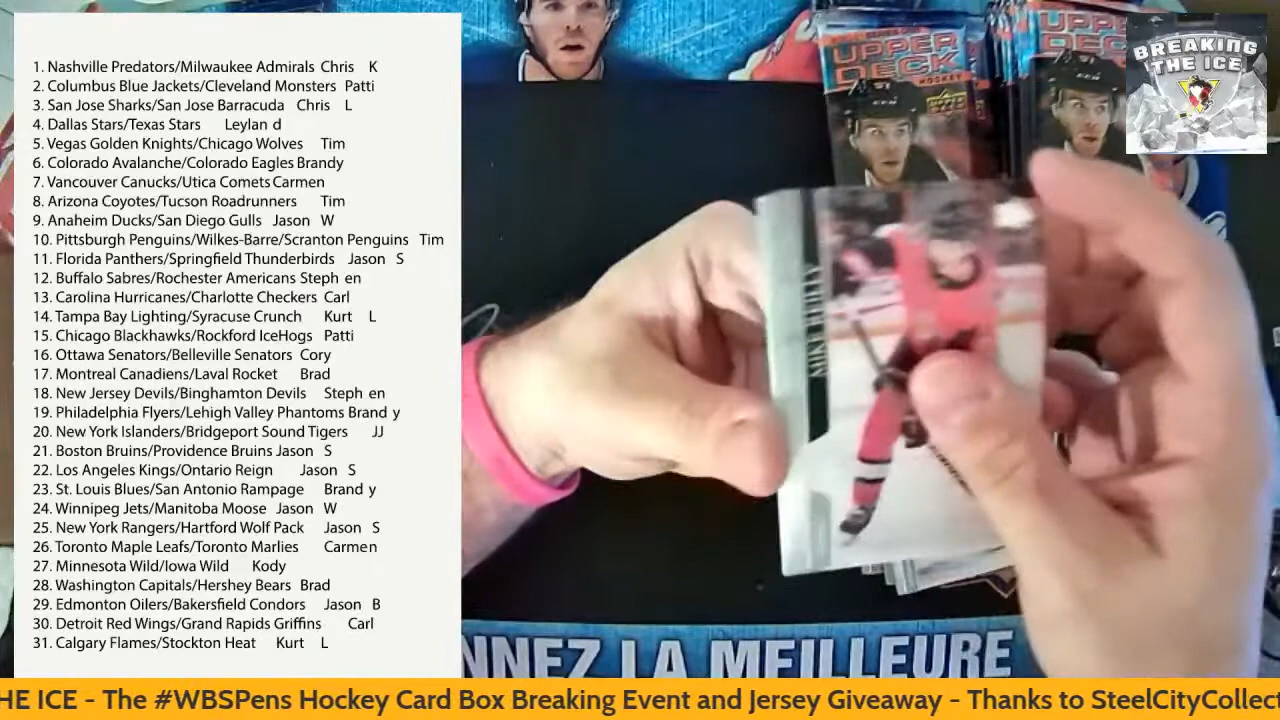 1. Nashville Predators/Milwaukee Admirals Chris K
2. Columbus Blue Jackets/Cleveland Monsters Patti
3. San Jose Sharks/San Jose Barracuda Chris L
4. Dallas Stars/Texas Stars Leylan d
5. Vegas Golden Knights/Chicago Wolves Tim
6. Colorado Avalanche/Colorado Eagles Brandy
7. Vancouver Canucks/Utica Comets Carmen
8. Arizona Coyotes/Tucson Roadrunners Tim
9. Anaheim Ducks/San Diego Gulls Jason W
10. Pittsburgh Penguins/Wilkes-Barre/Scranton Penguins Tim
11. Florida Panthers/Springfield Thunderbirds Jason S
12. Buffalo Sabres/Rochester Americans Steph en
13. Carolina Hurricanes/Charlotte Checkers Carl
14. Tampa Bay Lighting/Syracuse Crunch Kurt L
15. Chicago Blackhawks/Rockford IceHogs Patti
16. Ottawa Senators/Belleville Senators Cory
17. Montreal Canadiens/Laval Rocket Brad
18. New Jersey Devils/Binghamton Devils Steph en
19. Philadelphia Flyers/Lehigh Valley Phantoms Brand y
20. New York Islanders/Bridgeport Sound Tigers JJ
21. Boston Bruins/Providence Bruins Jason S
22. Los Angeles Kings/Ontario Reign Jason S
23. St. Louis Blues/San Antonio Rampage Brand y
24. Winnipeg Jets/Manitoba Moose Jason W
25. New York Rangers/Hartford Wolf Pack Jason S
26. Toronto Maple Leafs/Toronto Marlies Carmen
27. Minnesota Wild/Iowa Wild Kody
28. Washington Capitals/Hershey Bears Brad
29. Edmonton Oilers/Bakersfield Condors Jason B
30. Detroit Red Wings/Grand Rapids Griffins Carl
31. Calgary Flames/Stockton Heat Kurt L
UPPER
DECK
HOCKEY
UPPER
DEC
BREAKING
THE ICE
MIKE REILLY
NNEZ LA MEILLEURE
HE ICE - The #WBSPens Hockey Card Box Breaking Event and Jersey Giveaway - Thanks to SteelCityCollect